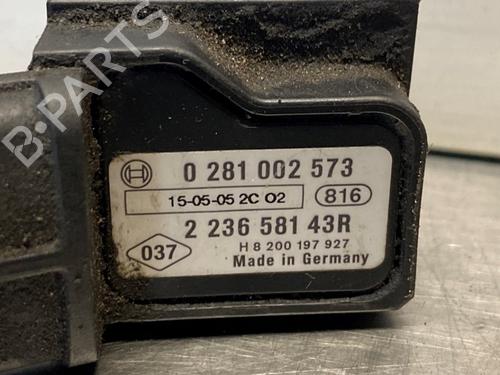 B-PARTS
0 281 002 573
15-05-05 2C O2 816
2 236 581 43R
037 H 8 200 197 927
Made in Germany